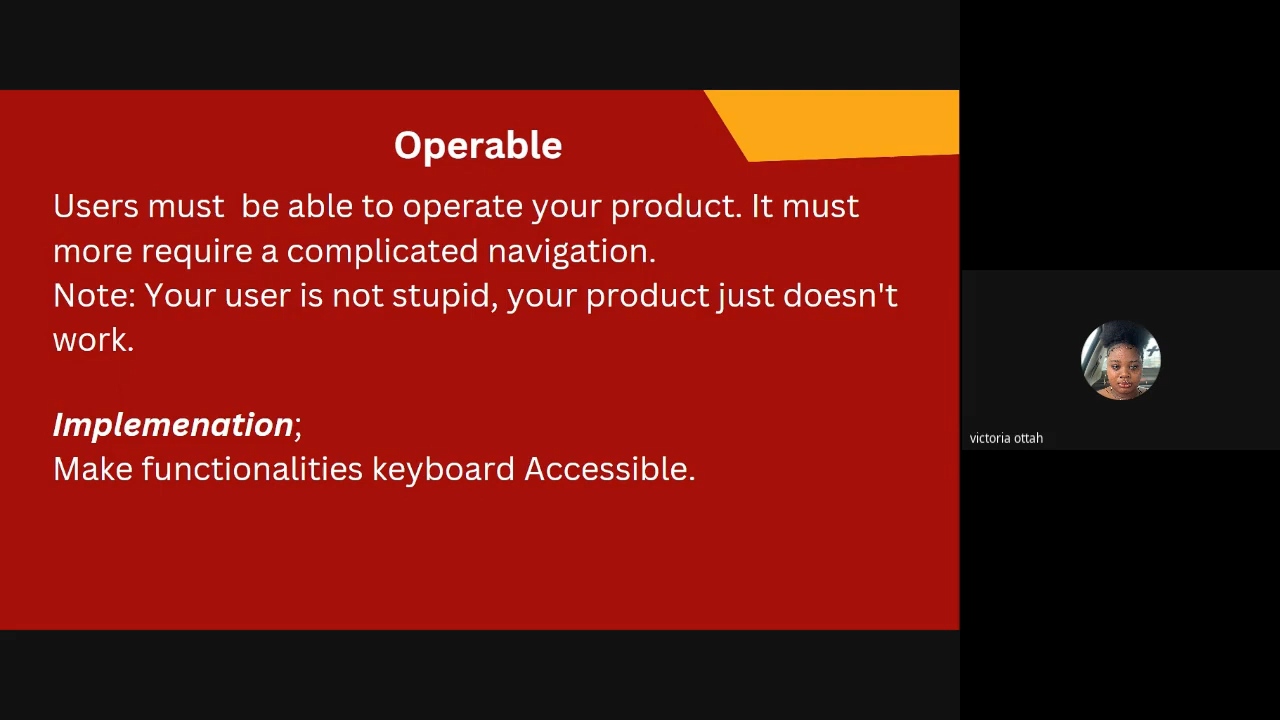 Operable
Users must  be able to operate your product. It must
more require a complicated navigation.
Note: Your user is not stupid, your product just doesn't
work.
Implemenation;
Make functionalities keyboard Accessible.
victoria ottah